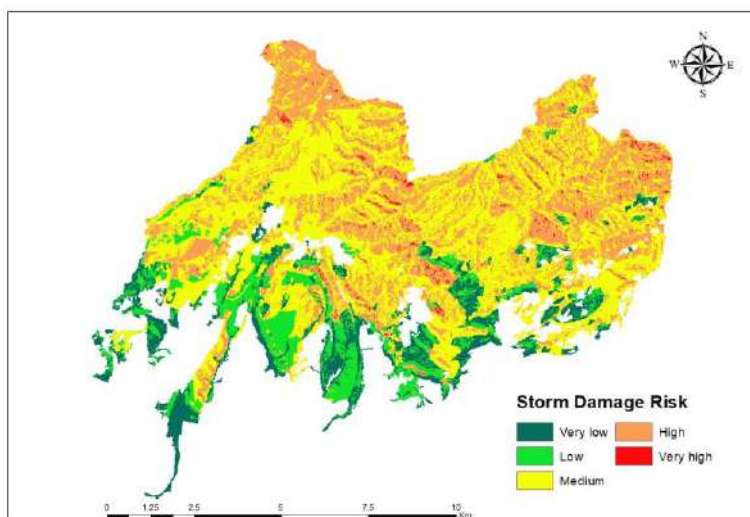 N
W E
S
Storm Damage Risk
Very low
High
Low
Very high
Medium
0 1.25 2.5 5 7.5 10
Km